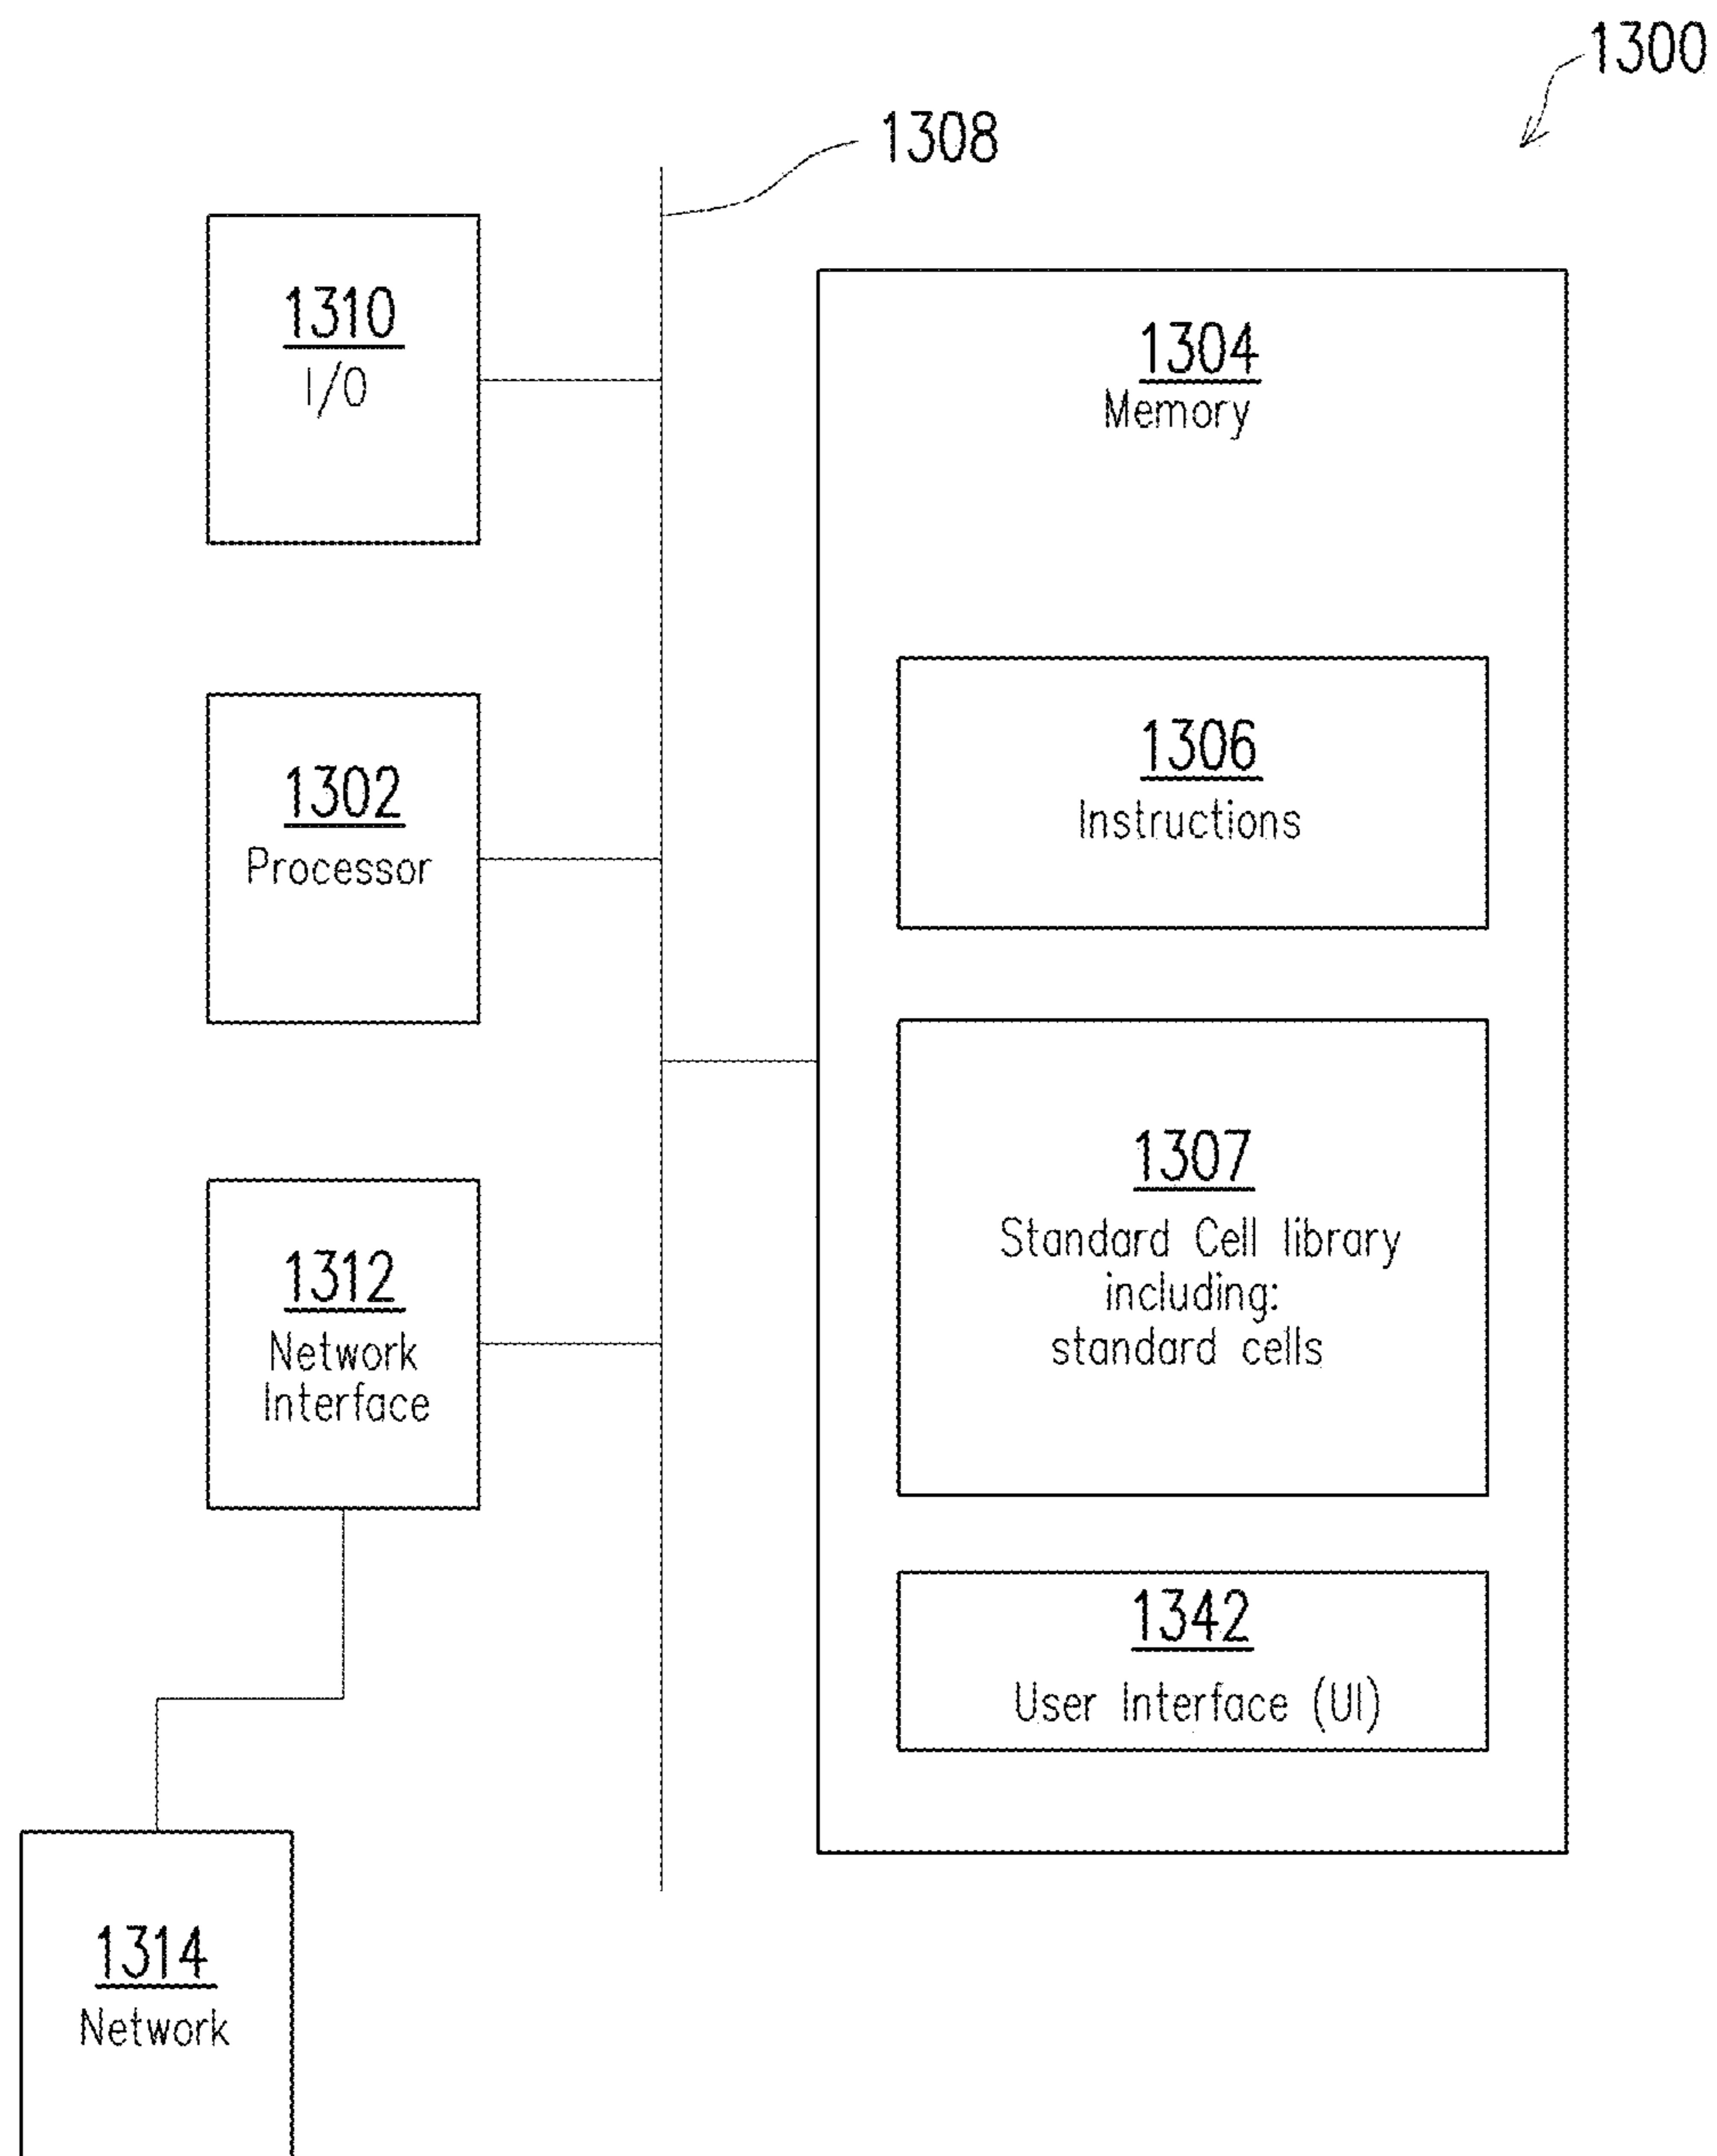 1300
1308
1310
I/O
1304
Memory
1302
Processor
1306
Instructions
1307
Standard Cell library
including:
standard cells
1312
Network
Interface
1342
User Interface (UI)
1314
Network